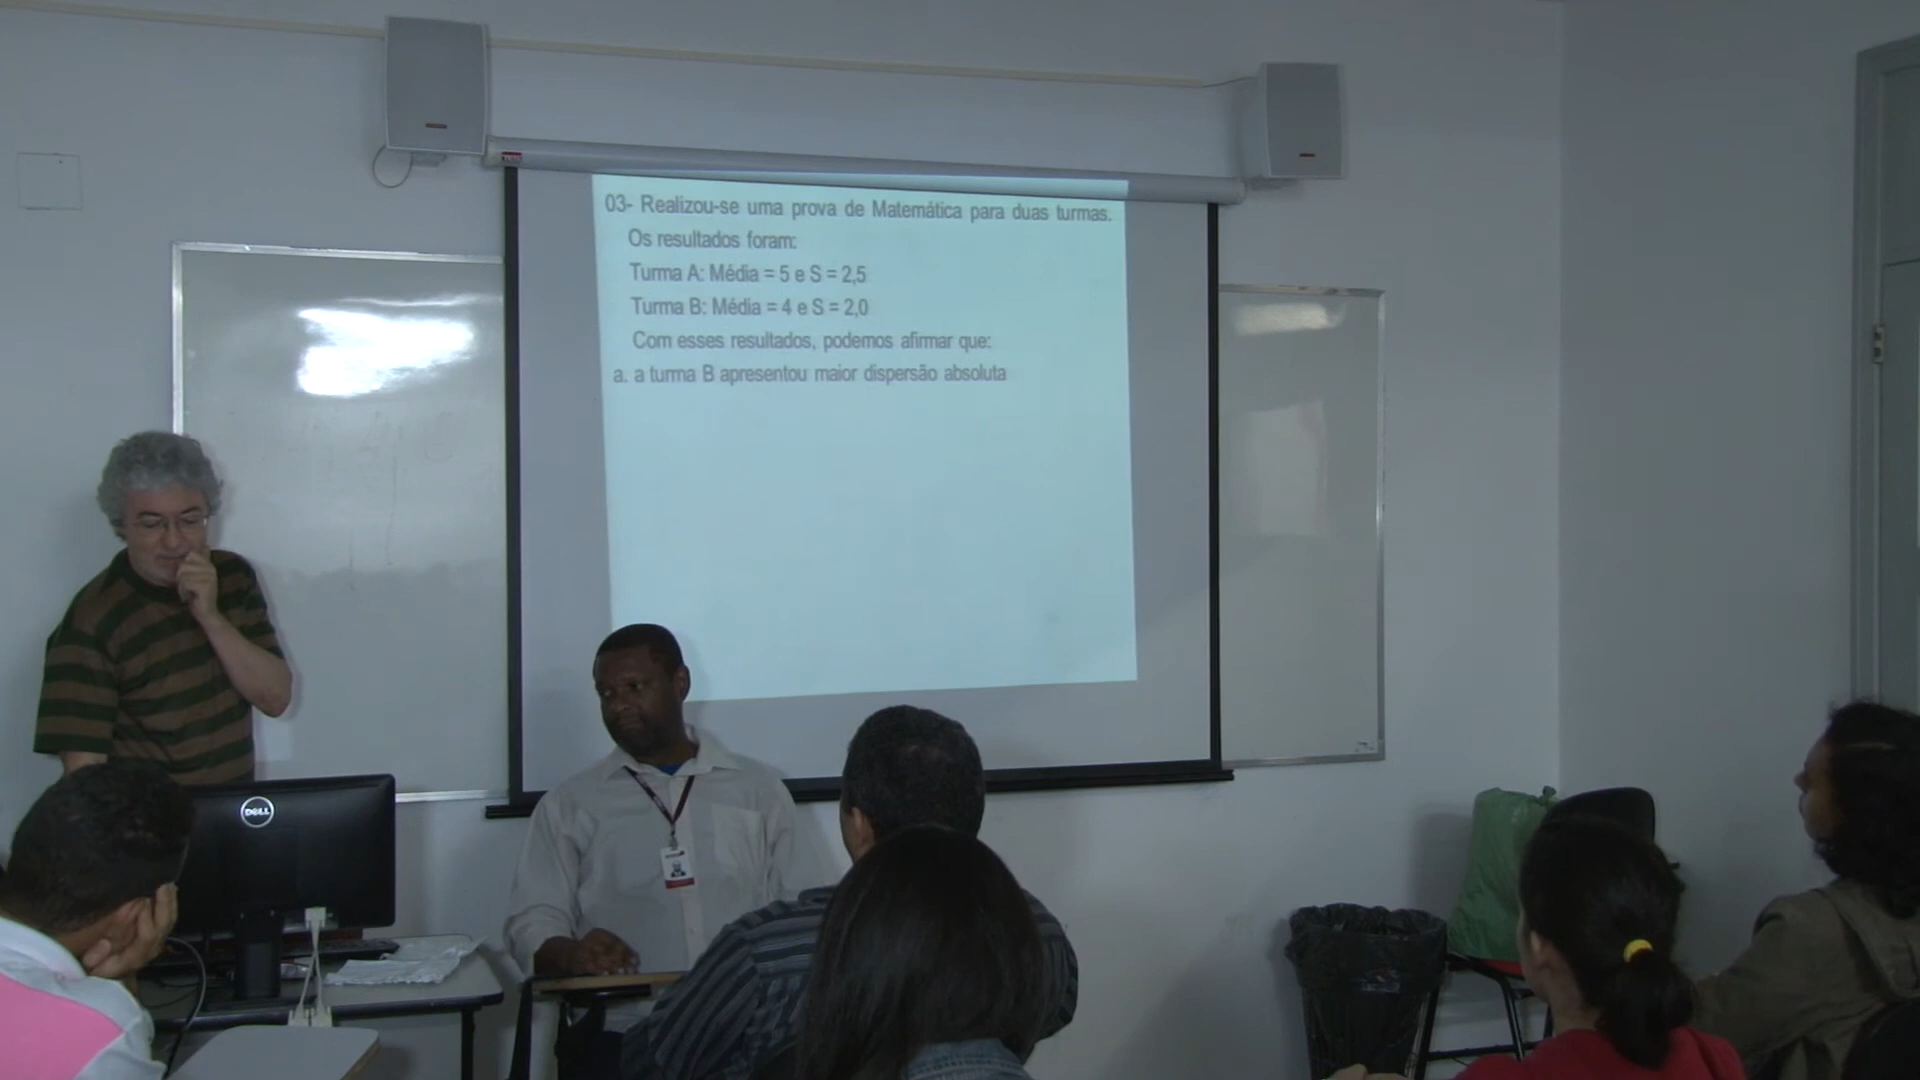 03- Realizou-se uma prova de Matemática para duas turmas.
Os resultados foram:
Turma A: Média = 5 e S = 2,5
Turma B: Média = 4 e S = 2,0
Com esses resultados, podemos afirmar que:
a. a turma B apresentou maior dispersão absoluta
DELL